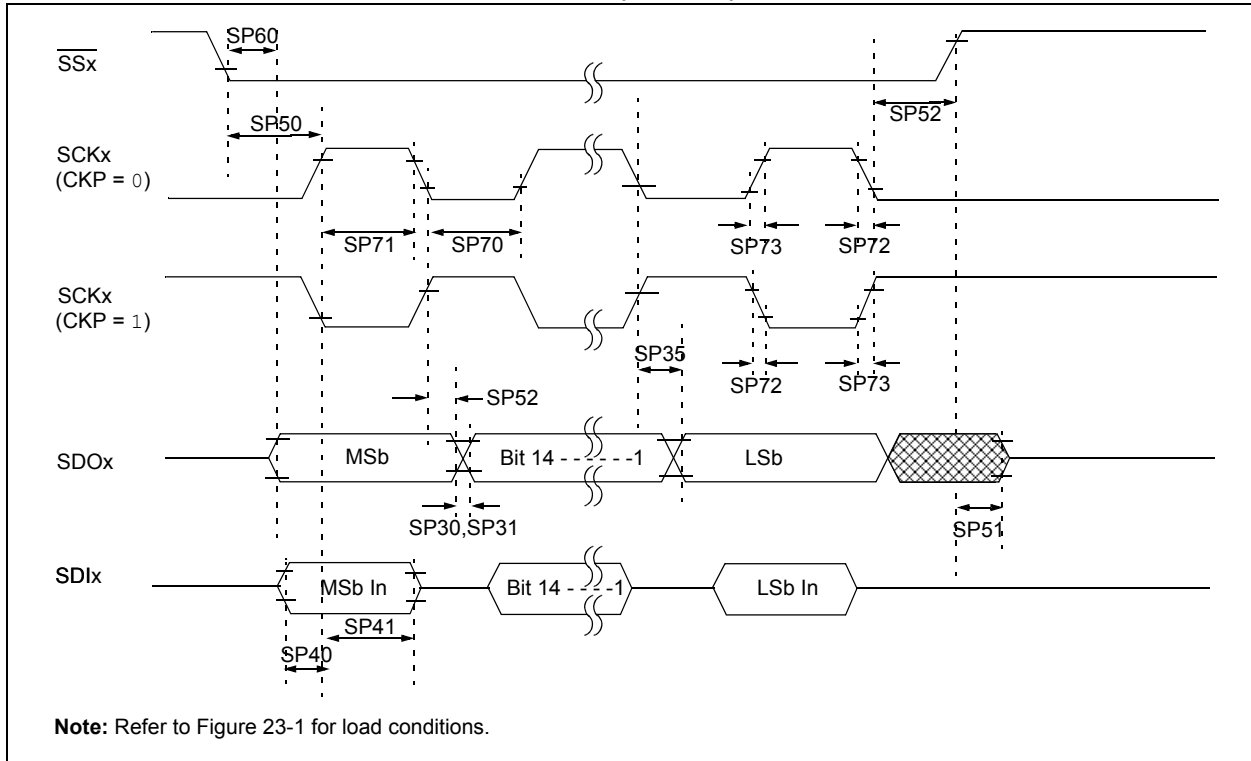 SP60
SSx
SP52
SP50
SCKx
(CKP = 0)
SP71
SP70
SP73
SP72
SCKx
(CKP = 1)
SP35
SP72
SP73
SP52
SDOx
MSb
Bit 14 - - - - - -1
LSb
SP30,SP31
SP51
SDIx
MSb In
Bit 14 - - - -1
LSb In
SP41
SP40
Note: Refer to Figure 23-1 for load conditions.